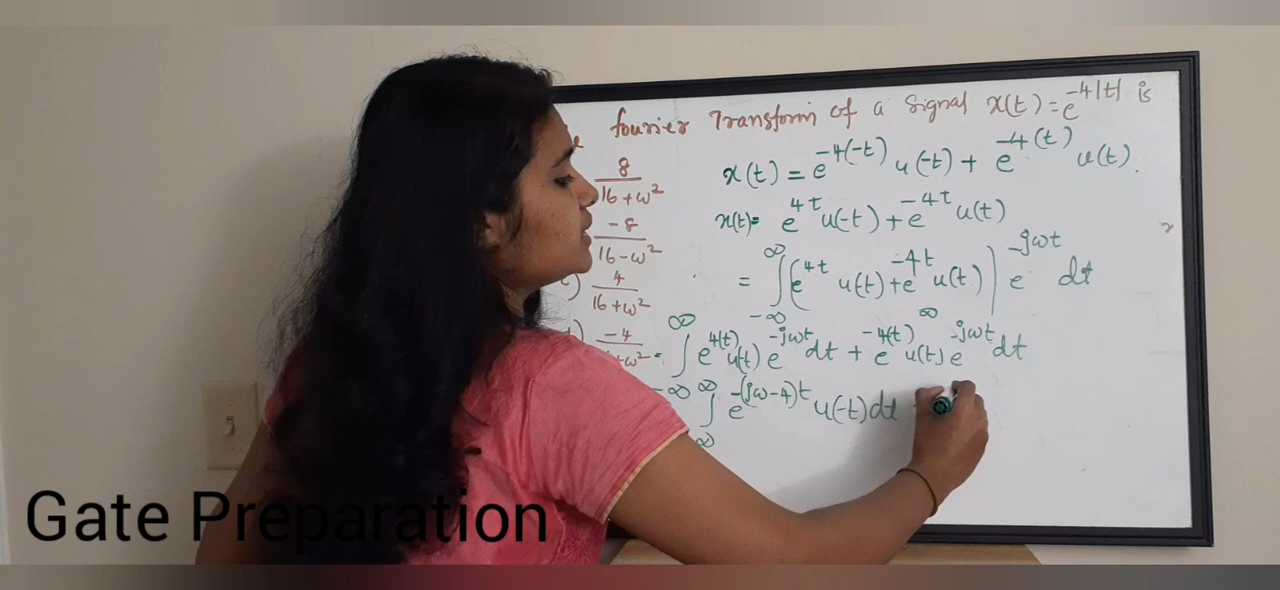 fourier Transform of a signal x(t) = e^{-4|t|} is
8/(16+ω²)
-8/(16-ω²)
c) 4/(16+ω²)
d) -4/ +ω²
x(t) = e^{-4(-t)} u(-t) + e^{-4(t)} u(t).
x(t)= e^{4t} u(-t) + e^{-4t} u(t)
= ∫_{-∞}^{∞} (e^{4t} u(t) + e^{-4t} u(t)) e^{-jωt} dt
= ∫_{-∞}^{∞} e^{4(t)} u(t) e^{-jωt} dt + ∞ e^{-4(t)} u(t) e^{-jωt} dt
∫_{∞}^{∞} e^{-(jω-4)t} u(-t) dt
Gate Preparation